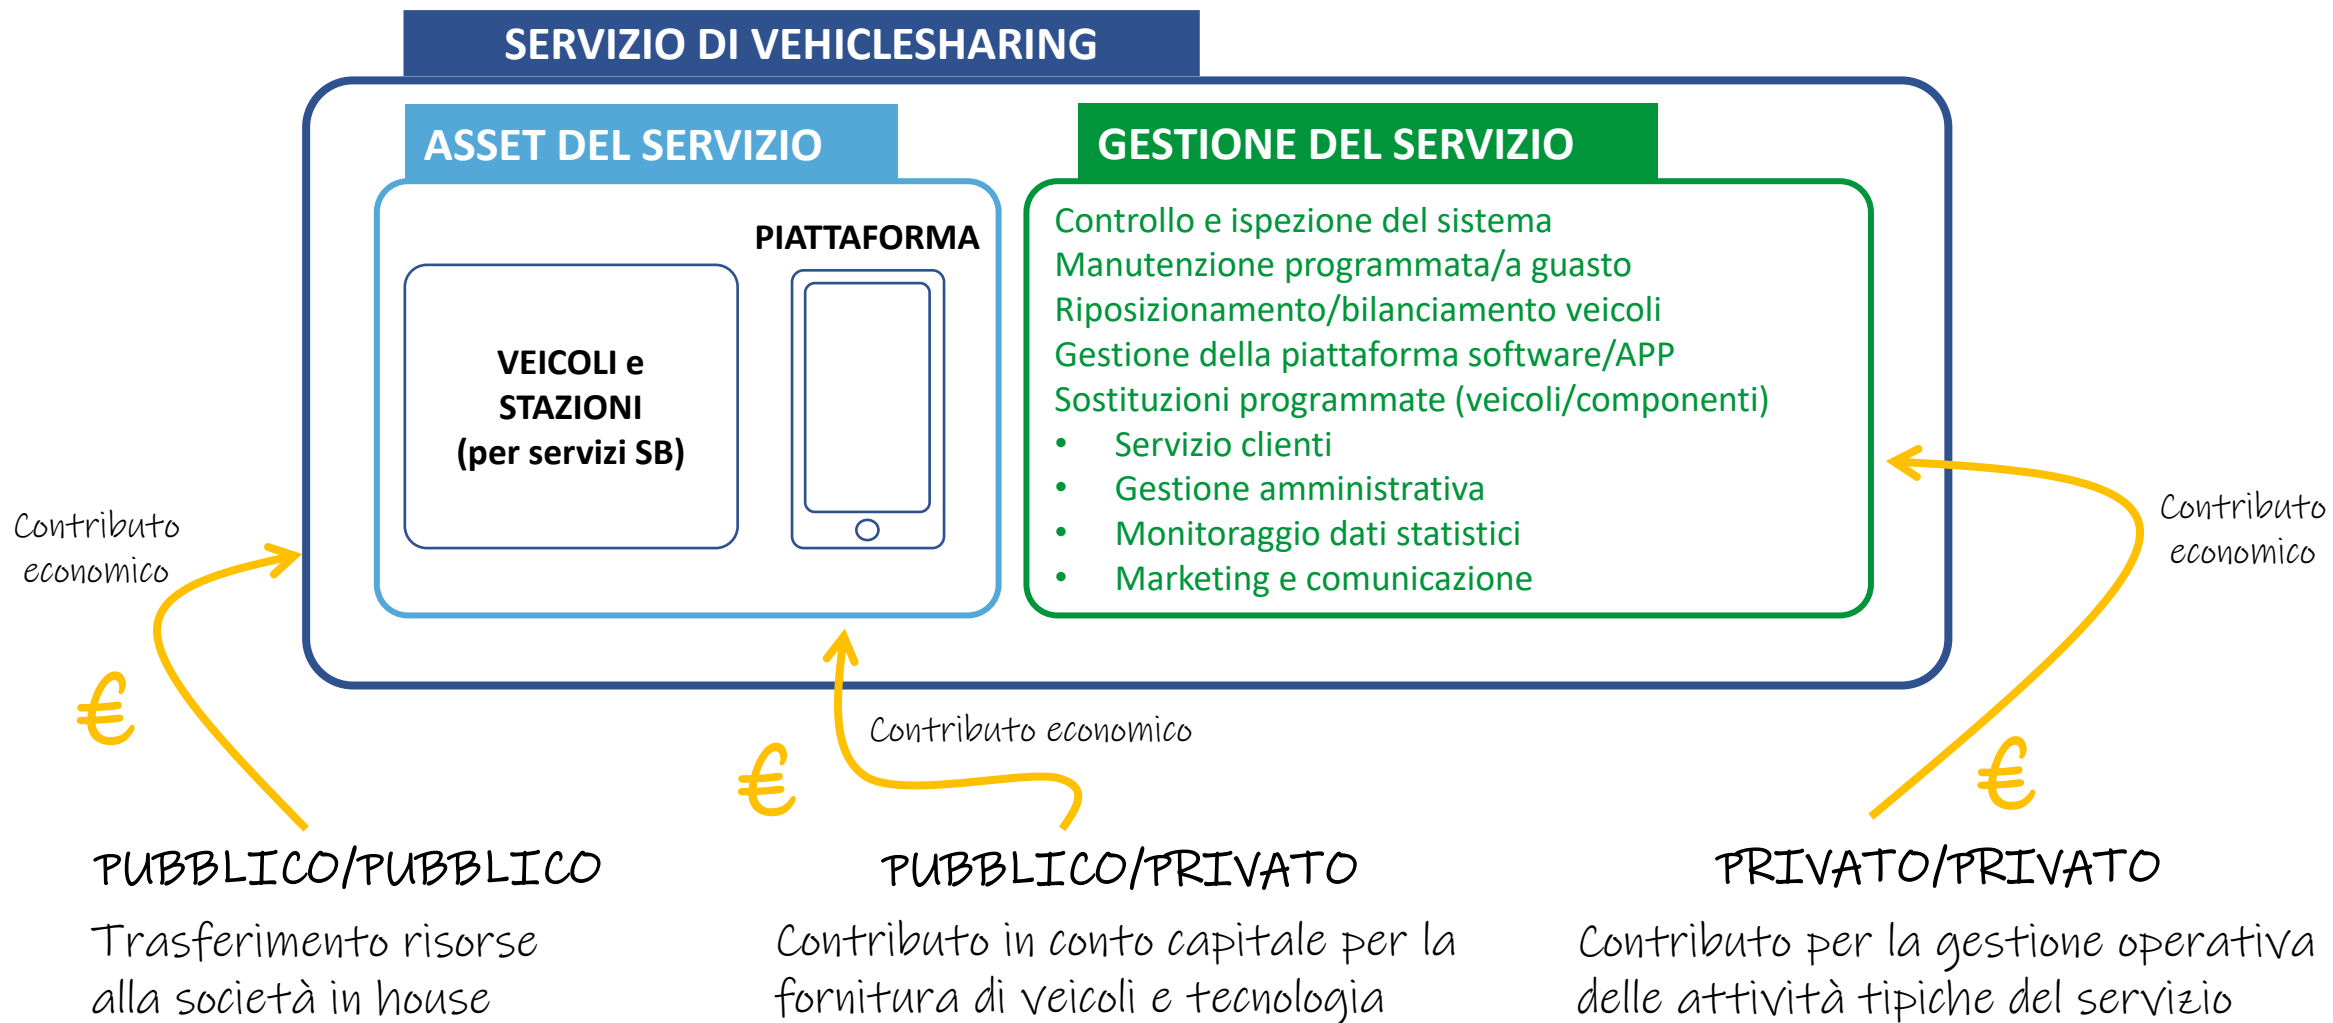 SERVIZIO DI VEHICLESHARING
ASSET DEL SERVIZIO
PIATTAFORMA
VEICOLI e
STAZIONI
(per servizi SB)
GESTIONE DEL SERVIZIO
Controllo e ispezione del sistema
Manutenzione programmata/a guasto
Riposizionamento/bilanciamento veicoli
Gestione della piattaforma software/APP
Sostituzioni programmate (veicoli/componenti)
• Servizio clienti
• Gestione amministrativa
• Monitoraggio dati statistici
• Marketing e comunicazione
Contributo
economico
€
Contributo economico
€
Contributo
economico
€
PUBBLICO/PUBBLICO
Trasferimento risorse
alla società in house
PUBBLICO/PRIVATO
Contributo in conto capitale per la
fornitura di veicoli e tecnologia
PRIVATO/PRIVATO
Contributo per la gestione operativa
delle attività tipiche del servizio